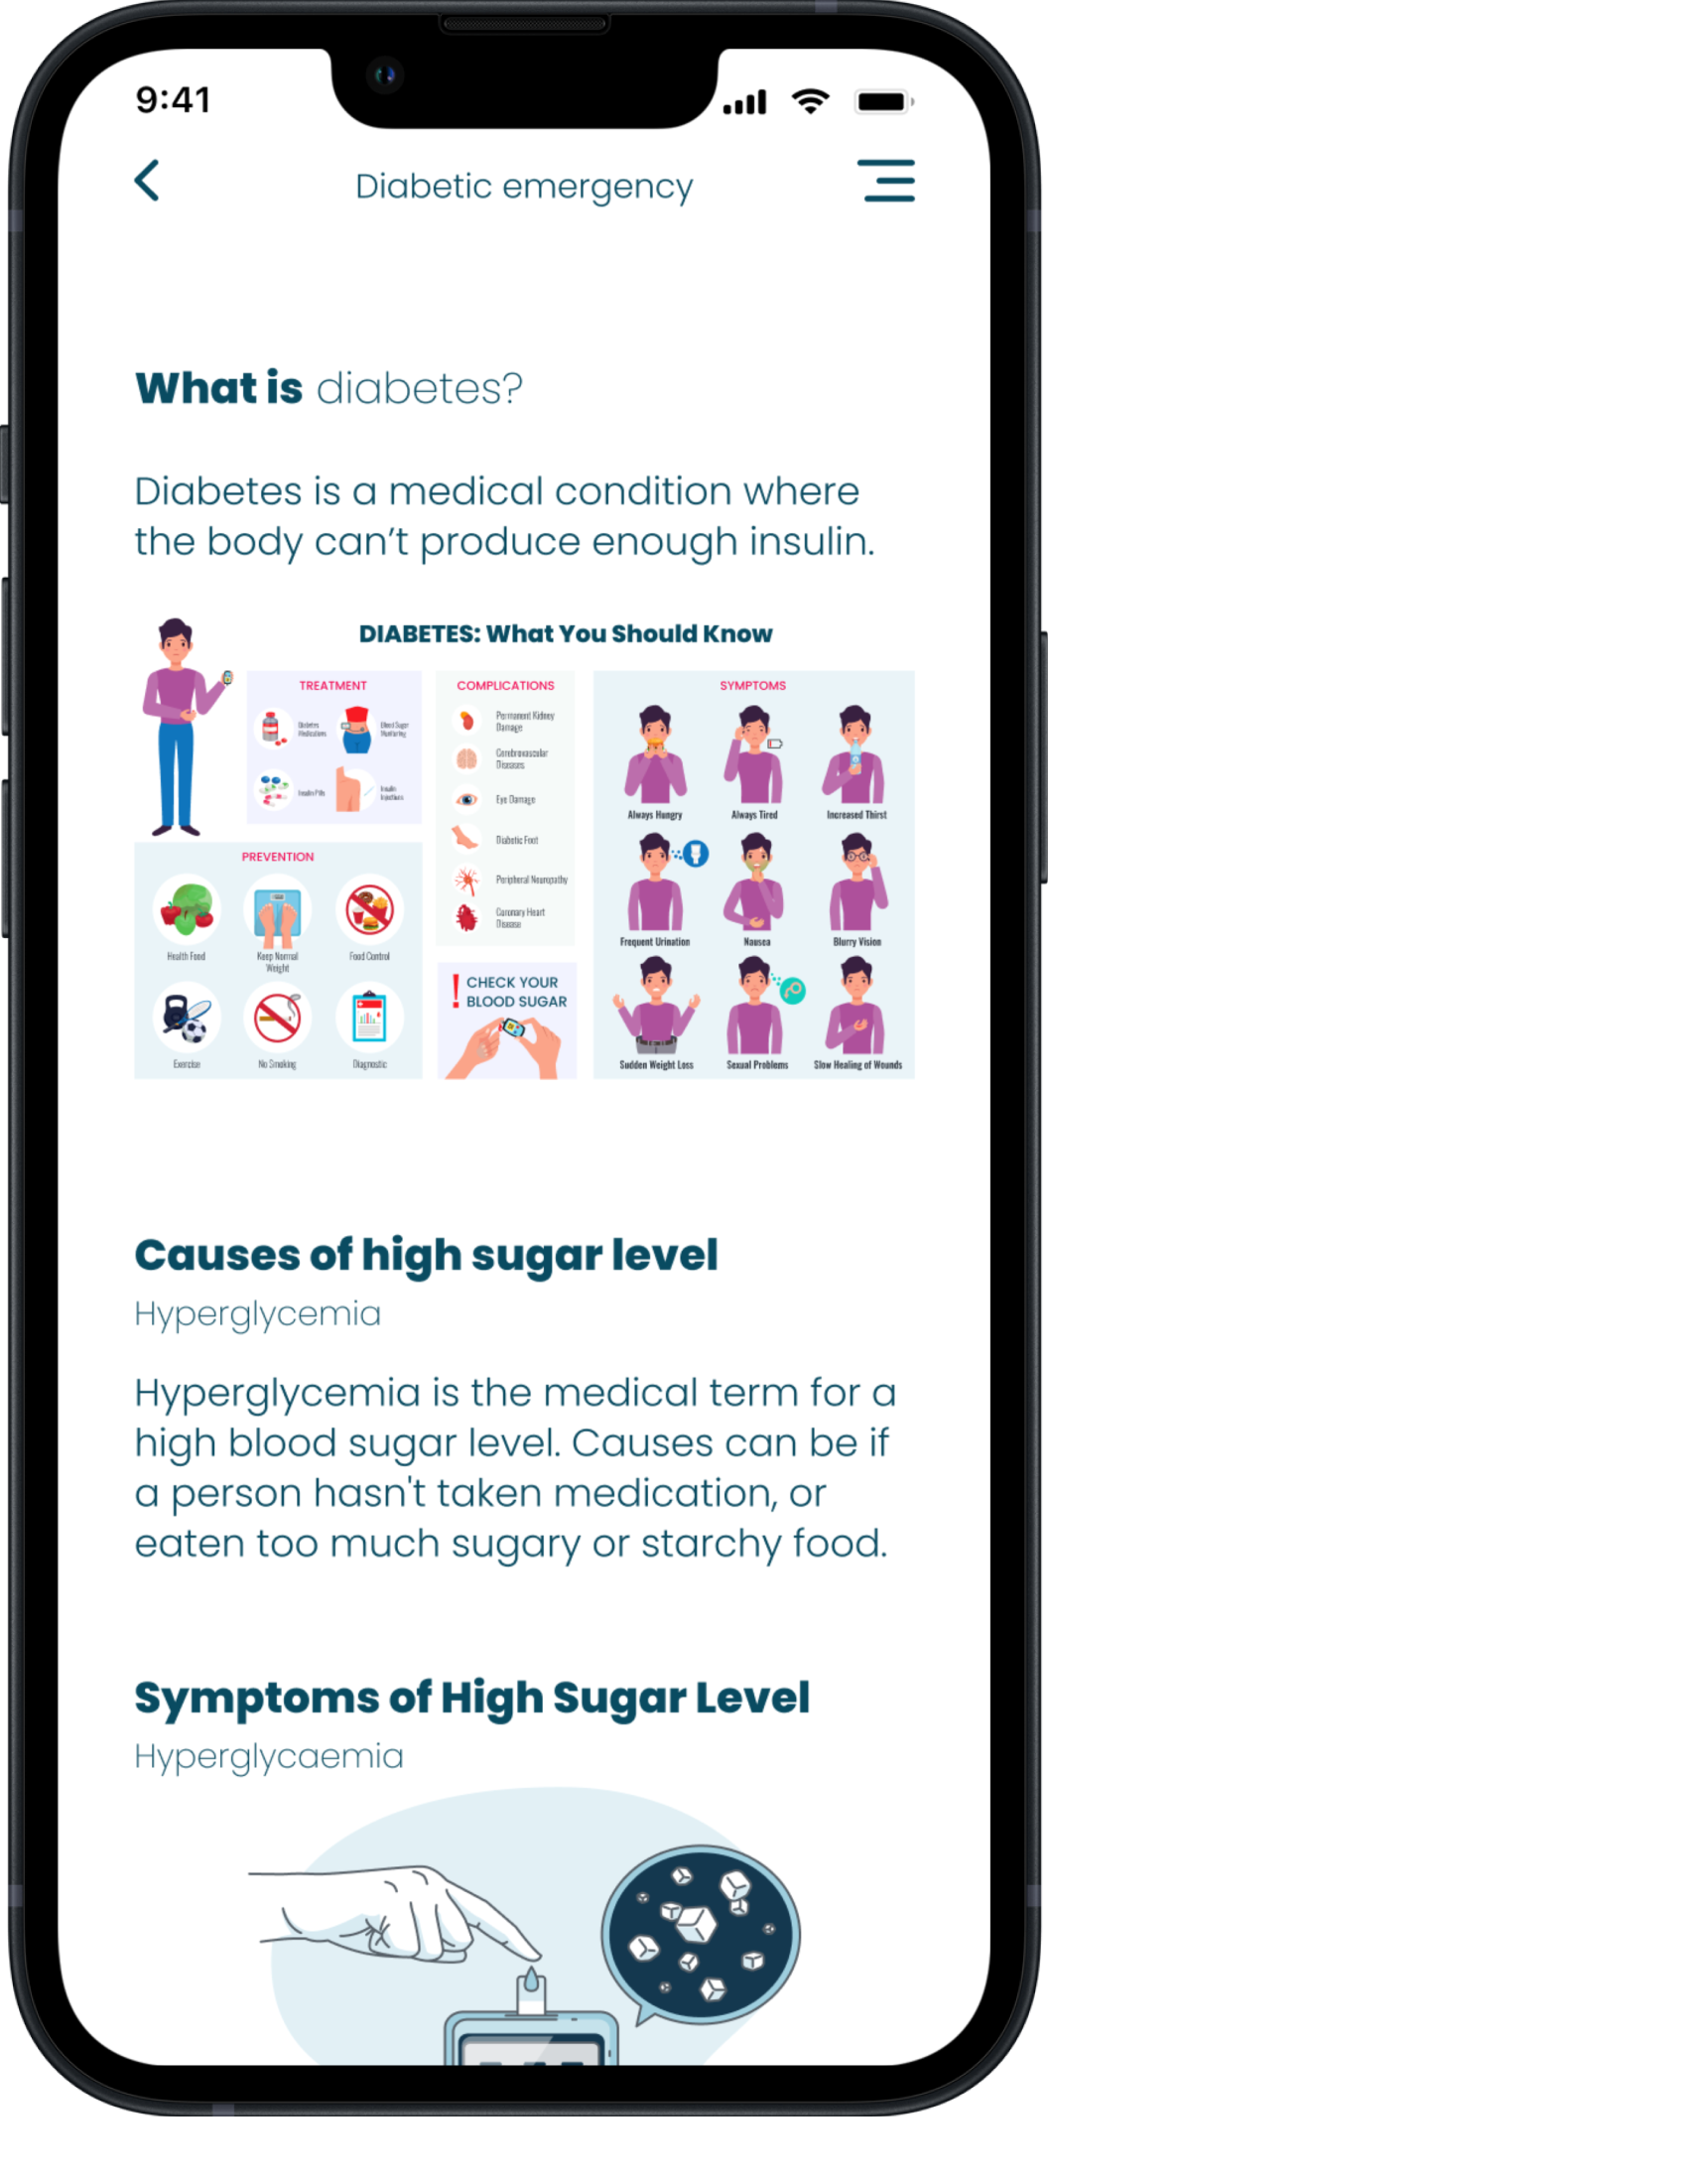 9:41
Diabetic emergency
What is diabetes?
Diabetes is a medical condition where
the body can’t produce enough insulin.
DIABETES: What You Should Know
TREATMENT
Diabetes
Medications
Blood Sugar
Monitoring
Insulin Pills
Insulin
Injections
COMPLICATIONS
Permanent Kidney
Damage
Cerebrovascular
Diseases
Eye Damage
Diabetic Foot
Peripheral Neuropathy
Coronary Heart
Disease
SYMPTOMS
Always Hungry
Always Tired
Increased Thirst
Frequent Urination
Nausea
Blurry Vision
Sudden Weight Loss
Sexual Problems
Slow Healing of Wounds
PREVENTION
Health Food
Keep Normal
Weight
Food Control
Exercise
No Smoking
Diagnostic
! CHECK YOUR
BLOOD SUGAR
Causes of high sugar level
Hyperglycemia
Hyperglycemia is the medical term for a
high blood sugar level. Causes can be if
a person hasn't taken medication, or
eaten too much sugary or starchy food.
Symptoms of High Sugar Level
Hyperglycaemia